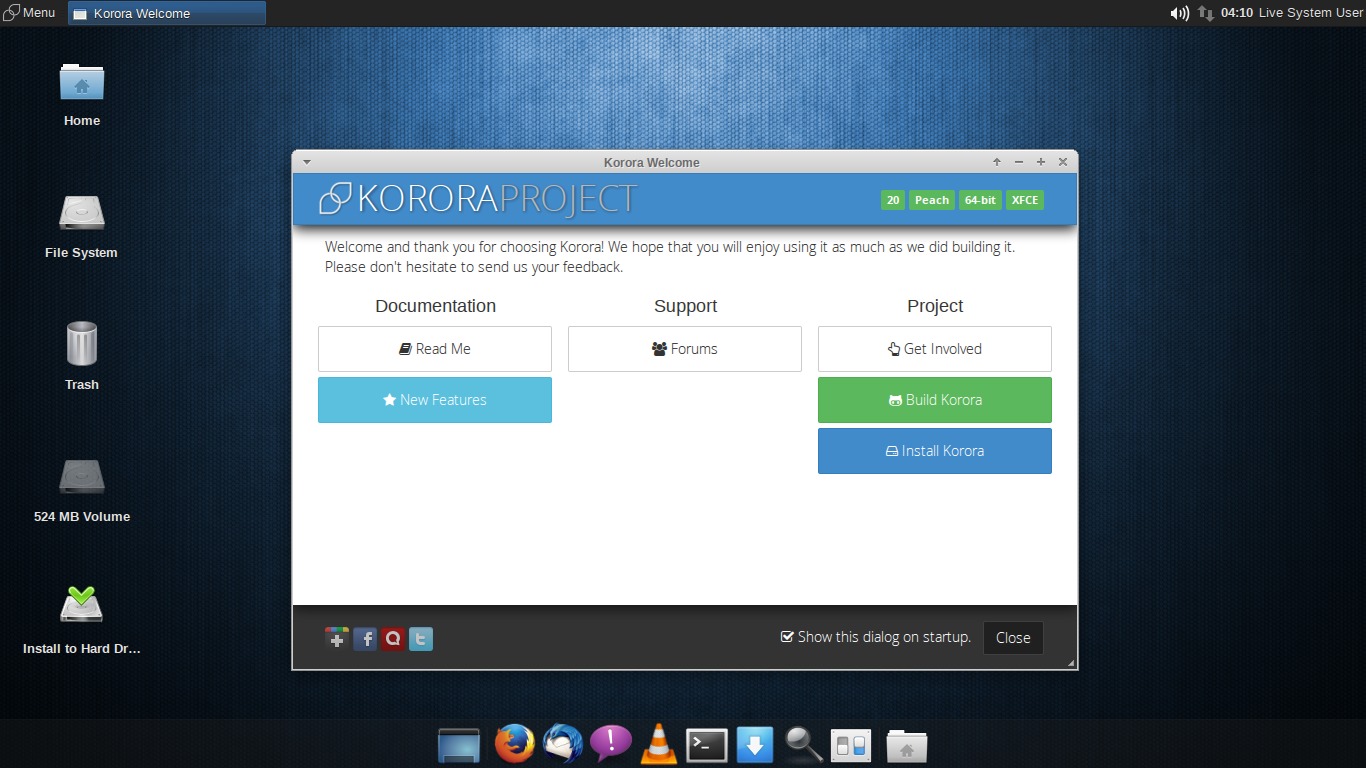 Menu
Korora Welcome
04:10 Live System User
Home
File System
Trash
524 MB Volume
Install to Hard Dr...
Korora Welcome
KORORAPROJECT
20 Peach 64-bit XFCE
Welcome and thank you for choosing Korora! We hope that you will enjoy using it as much as we did building it.
Please don't hesitate to send us your feedback.
Documentation
Read Me
New Features
Support
Forums
Project
Get Involved
Build Korora
Install Korora
Show this dialog on startup.
Close